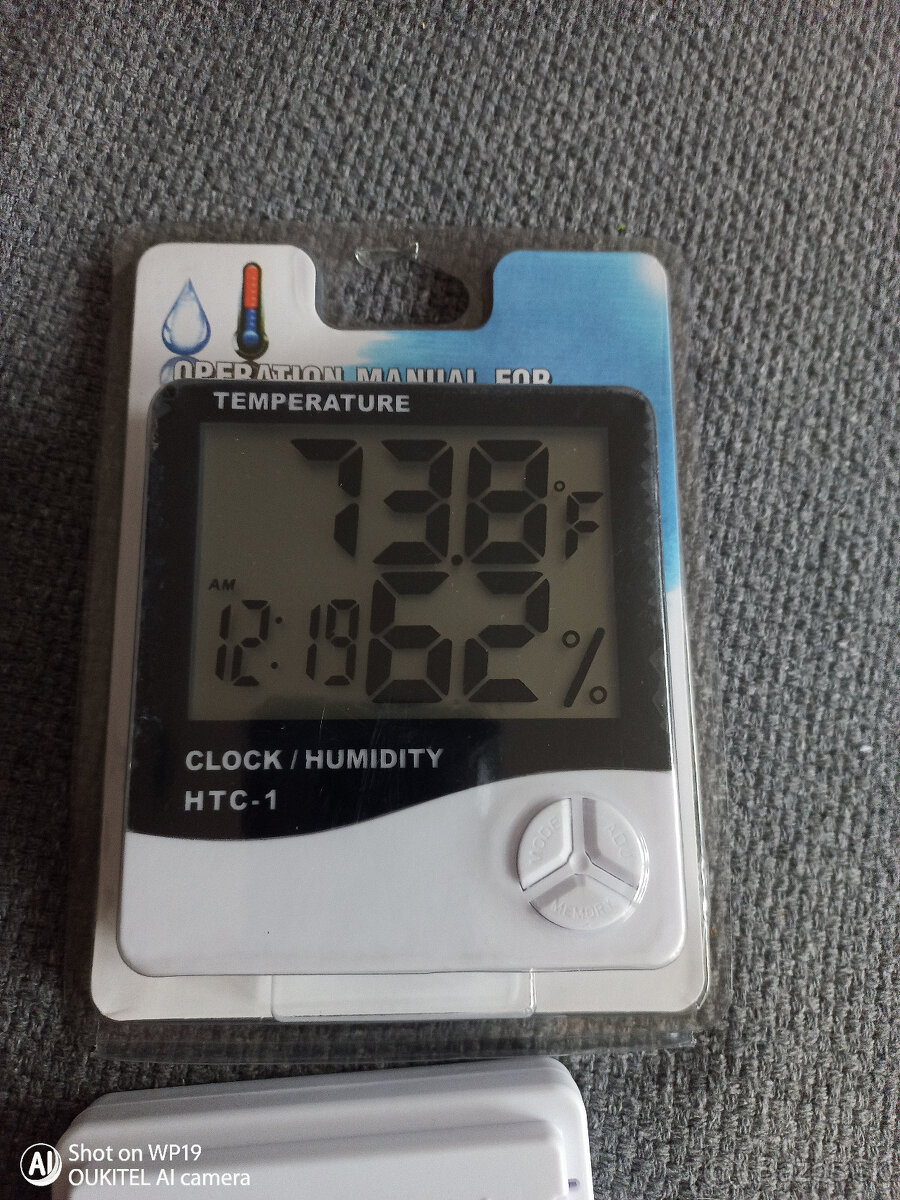 OPERATION MANUAL FOR
TEMPERATURE
73.8 °F
AM
12:19 62 %
CLOCK / HUMIDITY
HTC-1
MODE ADJ
MEMORY
AI Shot on WP19
OUKITEL AI camera